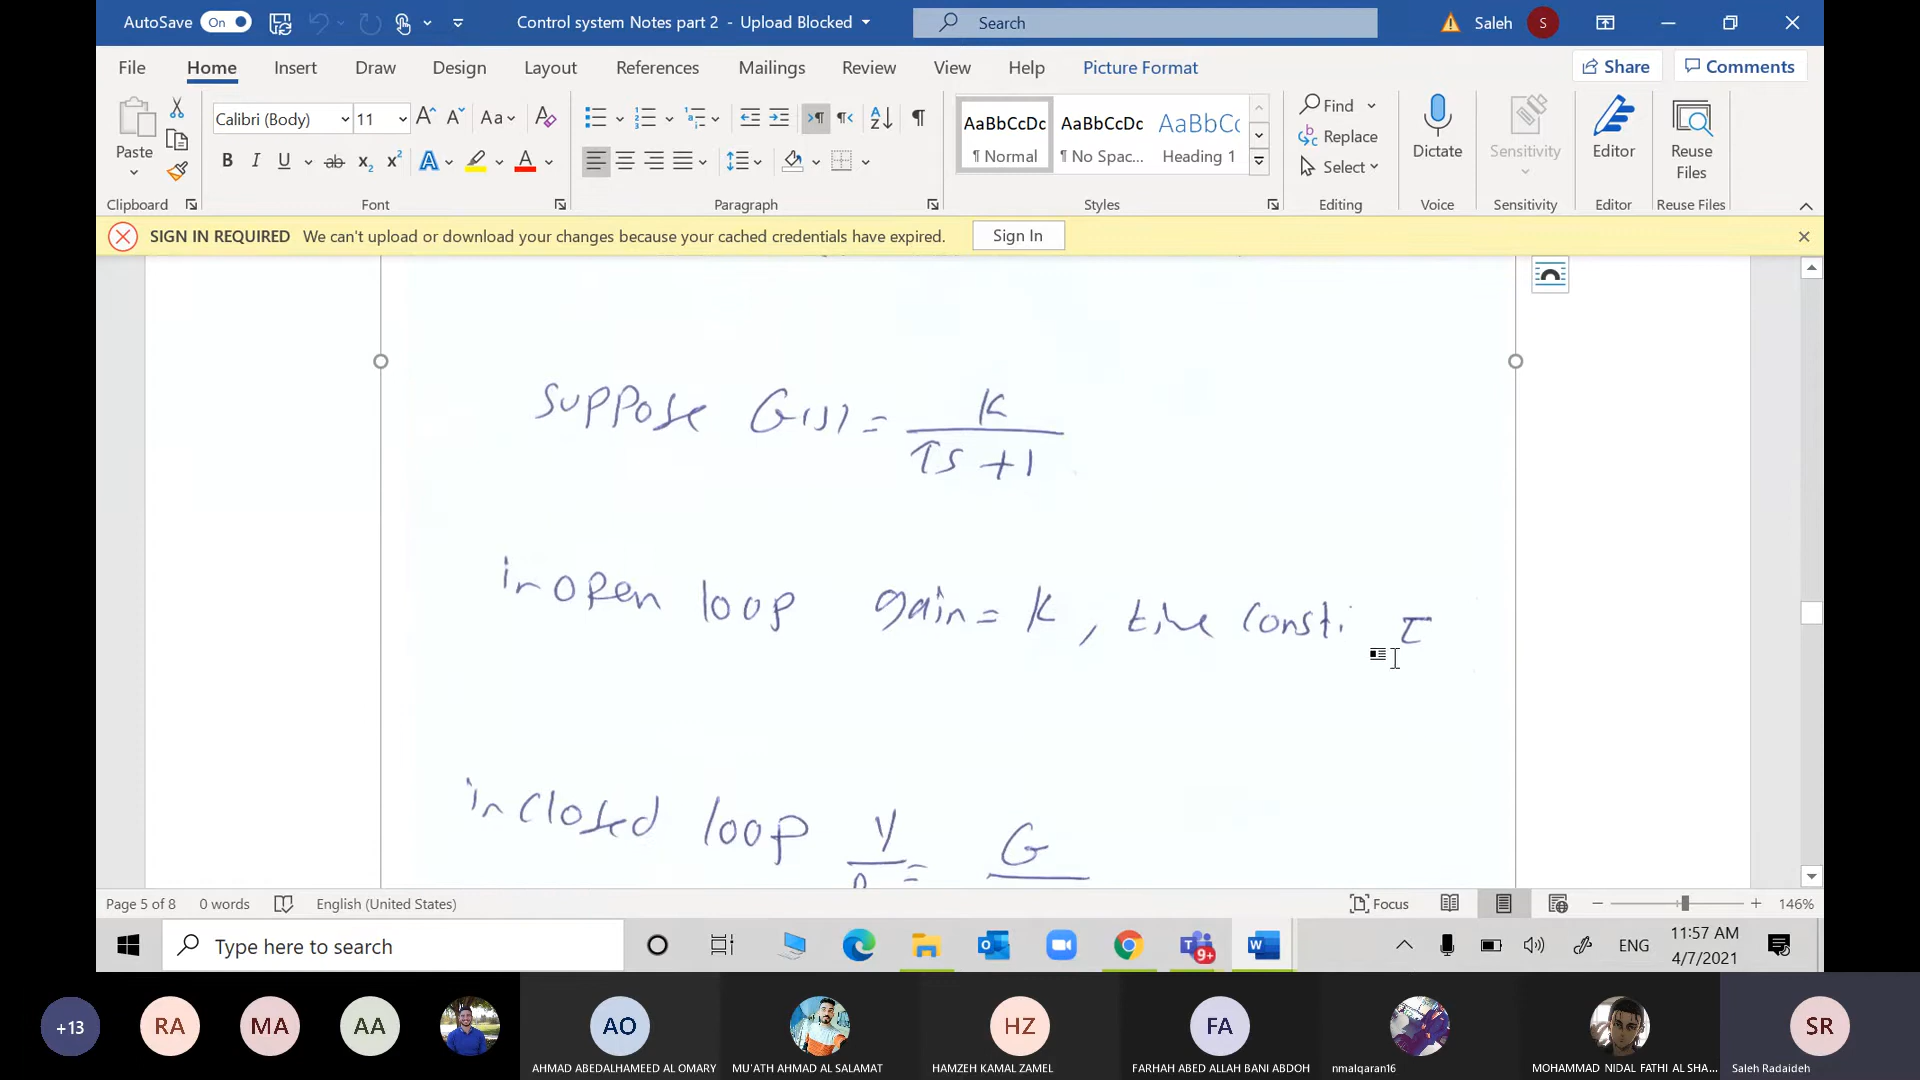 AutoSave On Control system Notes part 2 - Upload Blocked Search Saleh S
File Home Insert Draw Design Layout References Mailings Review View Help Picture Format Share Comments
Paste Calibri (Body) 11 Aa AaBbCcDc AaBbCcDc AaBbCc Find Replace Select Dictate Sensitivity Editor Reuse Files
¶ Normal ¶ No Spac... Heading 1
Clipboard Font Paragraph Styles Editing Voice Sensitivity Editor Reuse Files
SIGN IN REQUIRED We can't upload or download your changes because your cached credentials have expired. Sign In
suppose G(s) = K
τs + 1
in open loop gain = K, time const: τ
in closed loop Y = G
Page 5 of 8 0 words English (United States) Focus 146%
Type here to search 9+ ENG 11:57 AM
4/7/2021
+13 RA MA AA AO HZ FA SR
AHMAD ABEDALHAMEED AL OMARY MU'ATH AHMAD AL SALAMAT HAMZEH KAMAL ZAMEL FARHAH ABED ALLAH BANI ABDOH nmalqaran16 MOHAMMAD NIDAL FATHI AL SHA... Saleh Radaideh